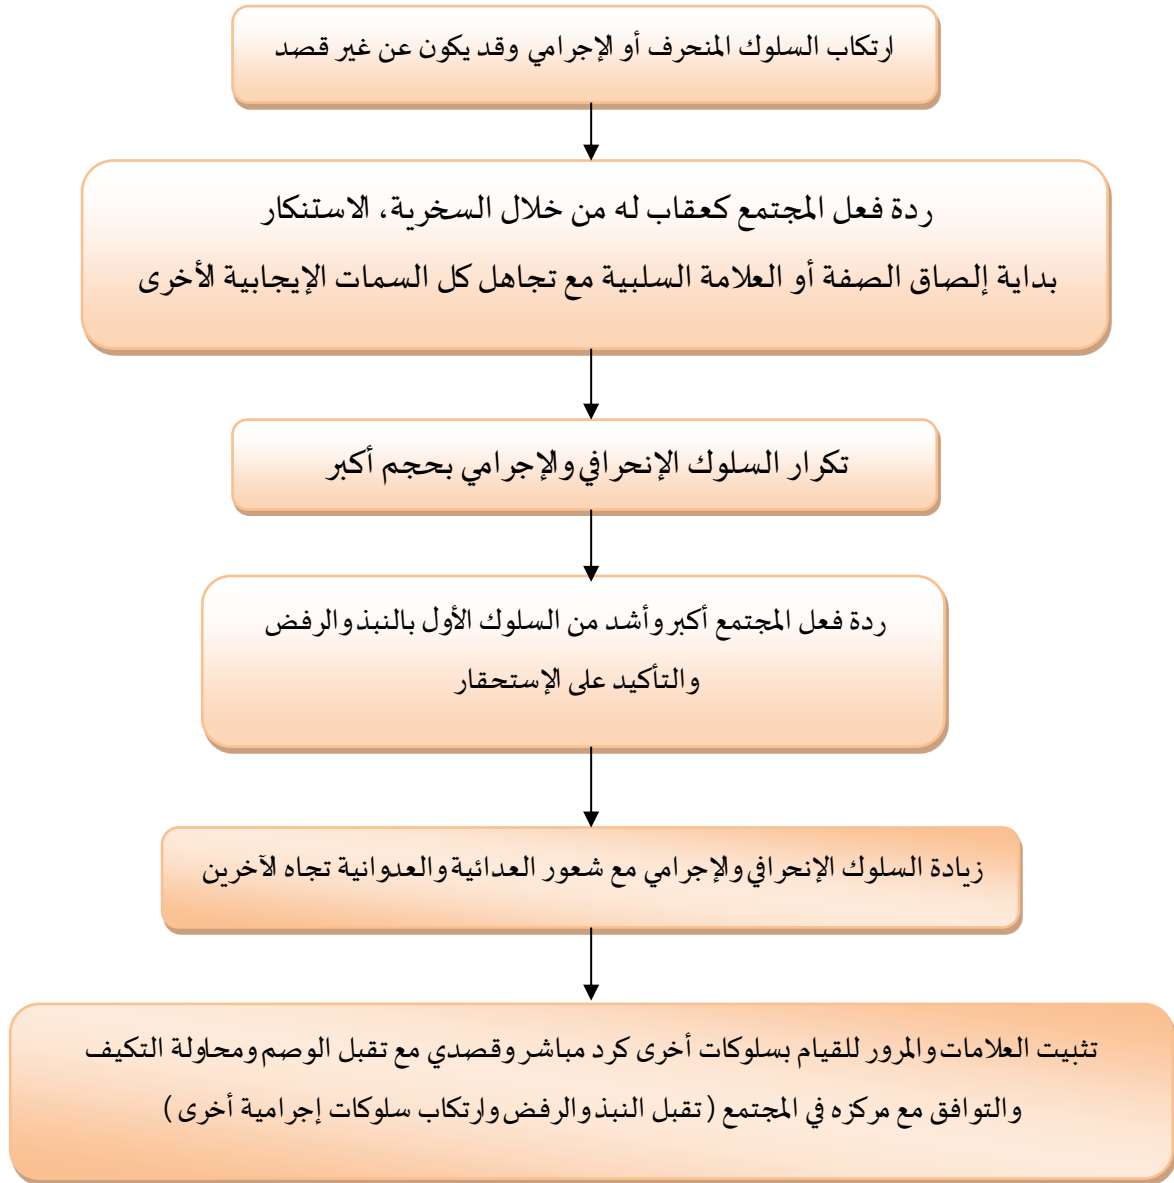 ارتكاب السلوك المنحرف أو الإجرامي وقد يكون عن غير قصد
ردة فعل المجتمع كعقاب له من خلال السخرية، الاستنكار
بداية إلصاق الصفة أو العلامة السلبية مع تجاهل كل السمات الإيجابية الأخرى
تكرار السلوك الإنحرافي والإجرامي بحجم أكبر
ردة فعل المجتمع أكبر وأشد من السلوك الأول بالنبذ والرفض
والتأكيد على الإستحقار
زيادة السلوك الإنحرافي والإجرامي مع شعور العدائية والعدوانية تجاه الآخرين
تثبيت العلامات والمرور للقيام بسلوكات أخرى كرد مباشر وقصدي مع تقبل الوصم ومحاولة التكيف
والتوافق مع مركزه في المجتمع ( تقبل النبذ والرفض وارتكاب سلوكات إجرامية أخرى )